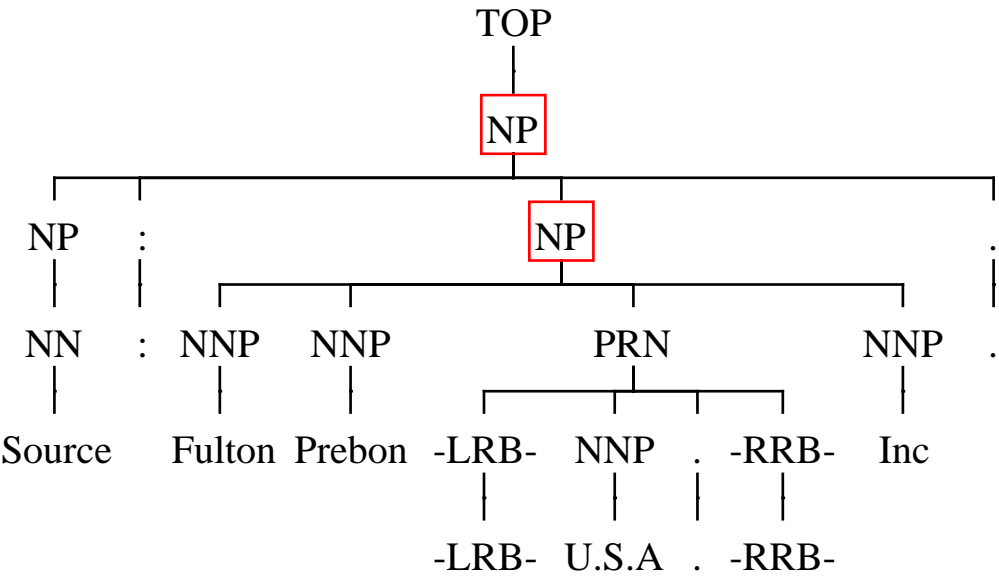 TOP
NP
NP : NP .
NN : NNP NNP PRN NNP .
Source Fulton Prebon -LRB- NNP . -RRB- Inc
-LRB- U.S.A . -RRB-